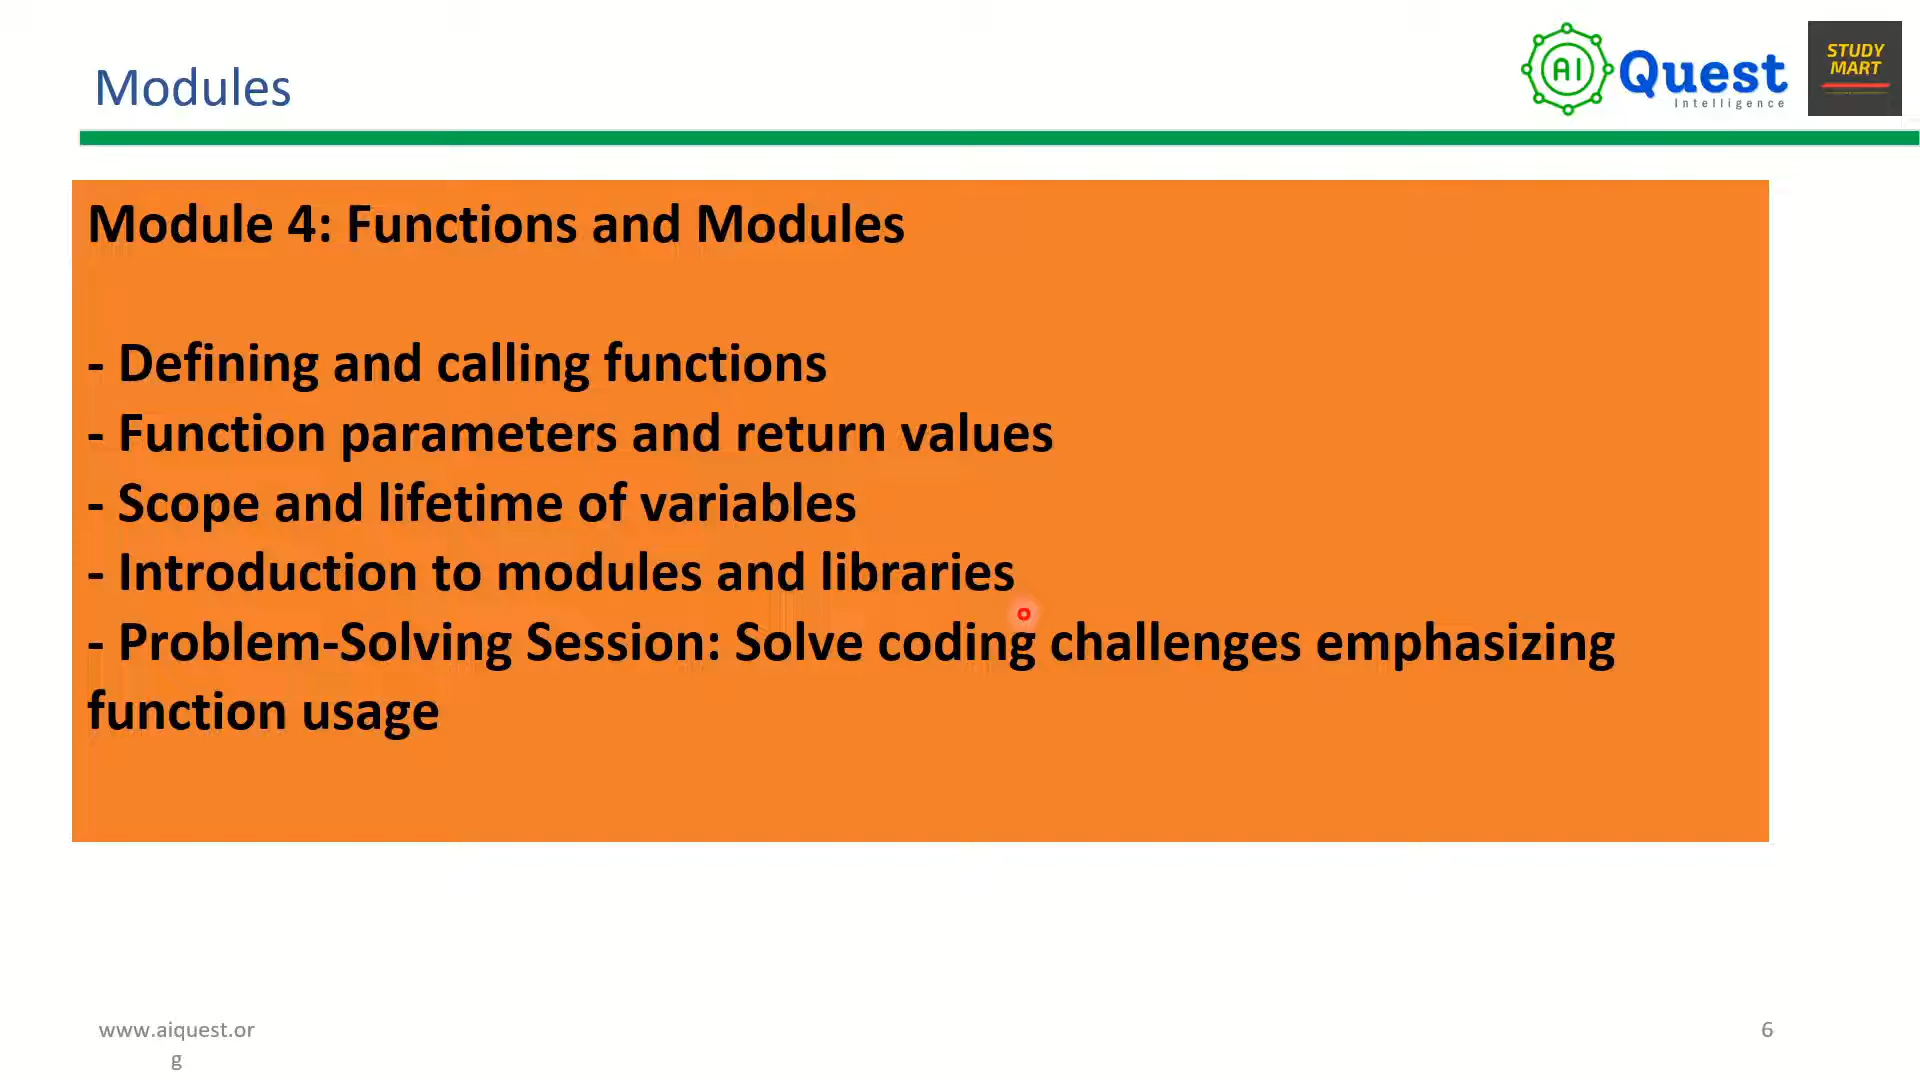 Modules
AI Quest
Intelligence
STUDY
MART
Module 4: Functions and Modules
- Defining and calling functions
- Function parameters and return values
- Scope and lifetime of variables
- Introduction to modules and libraries
- Problem-Solving Session: Solve coding challenges emphasizing
function usage
www.aiquest.or
g
6